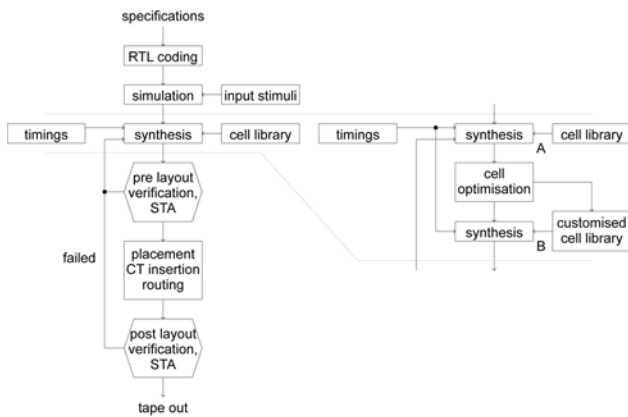 specifications
RTL coding
simulation
input stimuli
timings
synthesis
cell library
pre layout
verification,
STA
failed
placement
CT insertion
routing
post layout
verification,
STA
tape out
timings
synthesis
cell library
A
cell
optimisation
synthesis
customised
cell library
B